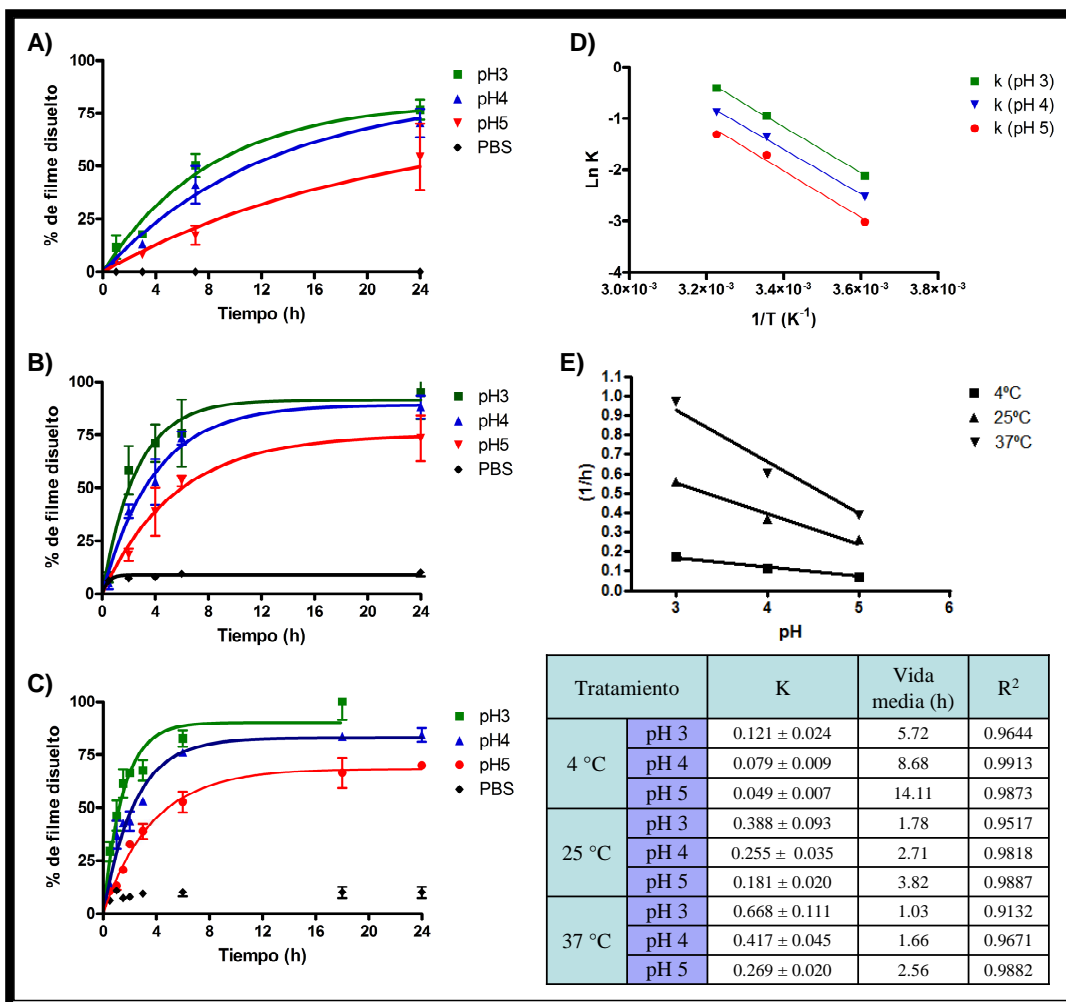 A)
% de filme disuelto
100
75
50
25
0
0 4 8 12 16 20 24
Tiempo (h)
pH3
pH4
pH5
PBS
B)
% de filme disuelto
100
75
50
25
0
0 4 8 12 16 20 24
Tiempo (h)
pH3
pH4
pH5
PBS
C)
% de filme disuelto
100
75
50
25
0
0 4 8 12 16 20 24
Tiempo (h)
pH3
pH4
pH5
PBS
D)
Ln K
0
-1
-2
-3
-4
3.0×10⁻³ 3.2×10⁻³ 3.4×10⁻³ 3.6×10⁻³ 3.8×10⁻³
1/T (K⁻¹)
k (pH 3)
k (pH 4)
k (pH 5)
E)
(1/h)
1.1
1.0
0.9
0.8
0.7
0.6
0.5
0.4
0.3
0.2
0.1
0.0
3 4 5 6
pH
4ºC
25ºC
37ºC
Tratamiento K Vida media (h) R²
4 °C
pH 3 0.121 ± 0.024 5.72 0.9644
pH 4 0.079 ± 0.009 8.68 0.9913
pH 5 0.049 ± 0.007 14.11 0.9873
25 °C
pH 3 0.388 ± 0.093 1.78 0.9517
pH 4 0.255 ± 0.035 2.71 0.9818
pH 5 0.181 ± 0.020 3.82 0.9887
37 °C
pH 3 0.668 ± 0.111 1.03 0.9132
pH 4 0.417 ± 0.045 1.66 0.9671
pH 5 0.269 ± 0.020 2.56 0.9882